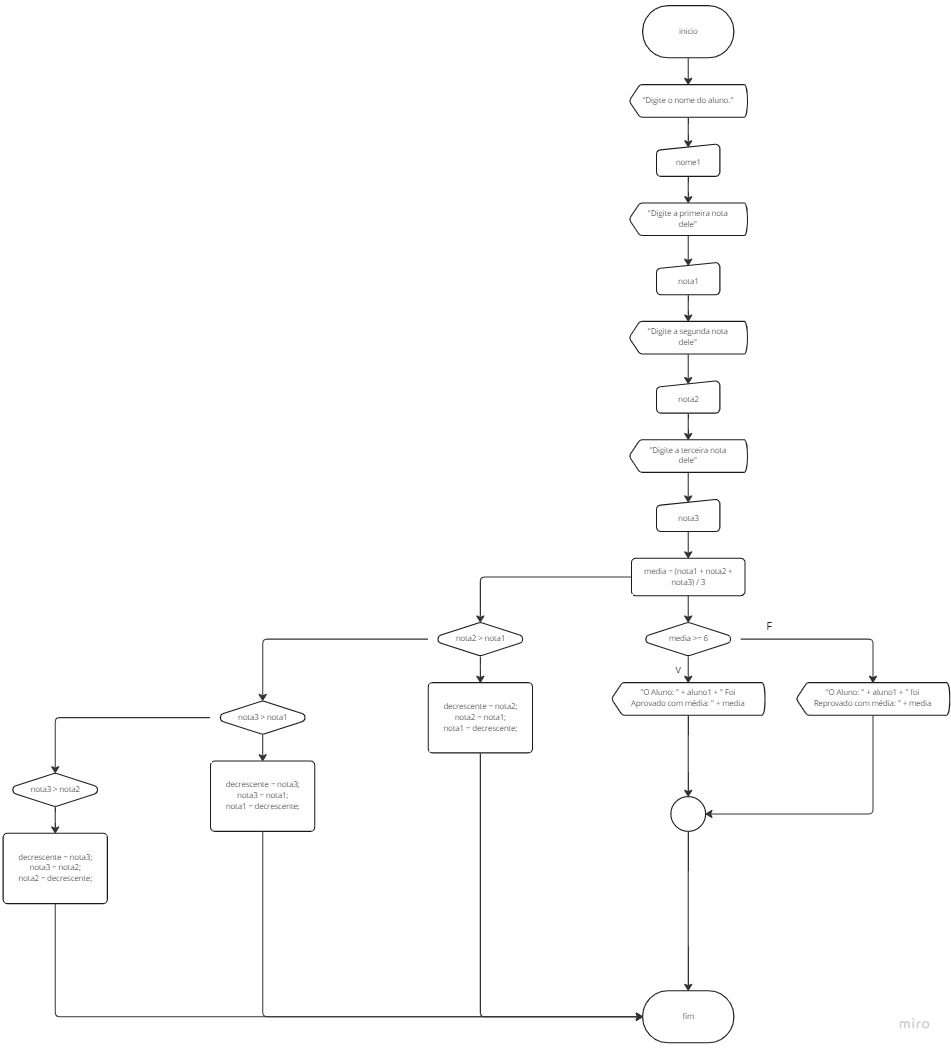 inicio
"Digite o nome do aluno."
nome1
"Digite a primeira nota
dele"
nota1
"Digite a segunda nota
dele"
nota2
"Digite a terceira nota
dele"
nota3
media = (nota1 + nota2 +
nota3) / 3
F
nota2 > nota1
media >= 6
V
"O Aluno: " + aluno1 + " Foi
Aprovado com média: " + media
"O Aluno: " + aluno1 + " foi
Reprovado com média: " + media
decrescente = nota2;
nota2 = nota1;
nota1 = decrescente;
nota3 > nota1
decrescente = nota3;
nota3 = nota1;
nota1 = decrescente;
nota3 > nota2
decrescente = nota3;
nota3 = nota2;
nota2 = decrescente;
fim
miro